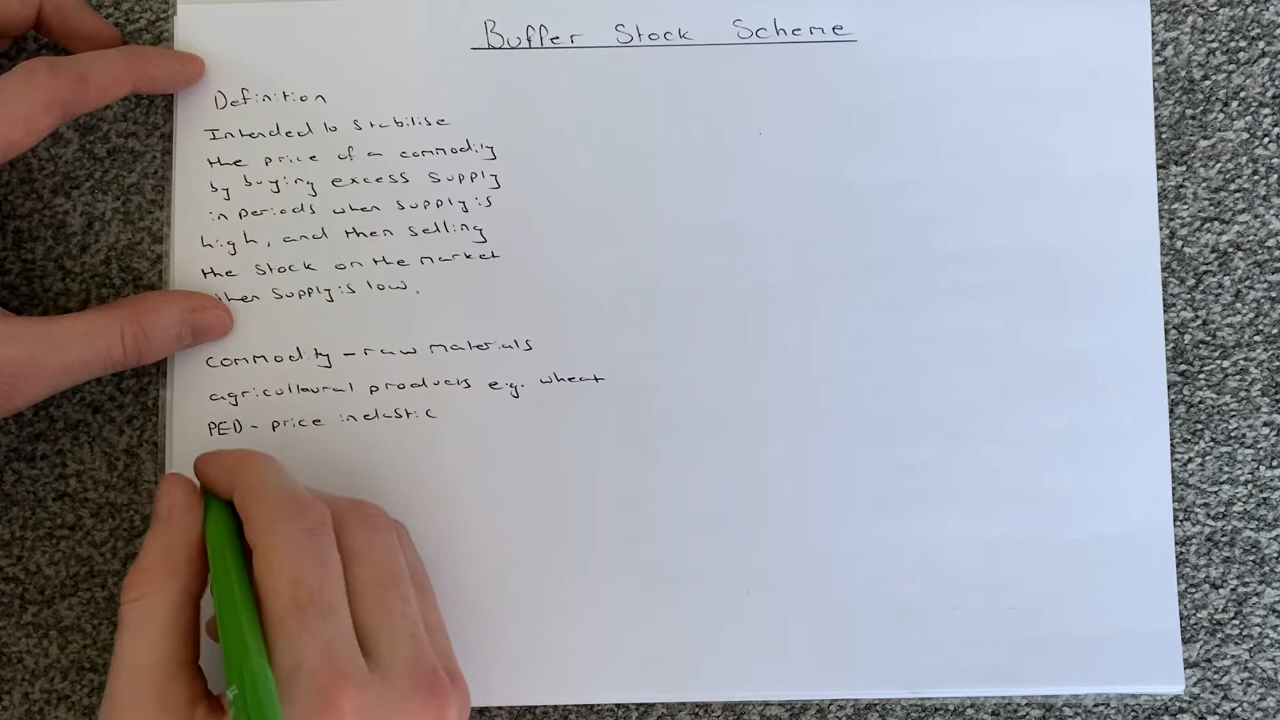 Buffer Stock Scheme
Definition
Intended to stabilise
the price of a commodity
by buying excess supply
in periods when supply is
high, and then selling
the stock on the market
when supply is low.
Commodity - raw materials
agricultural products e.g. wheat
PED - price inelastic